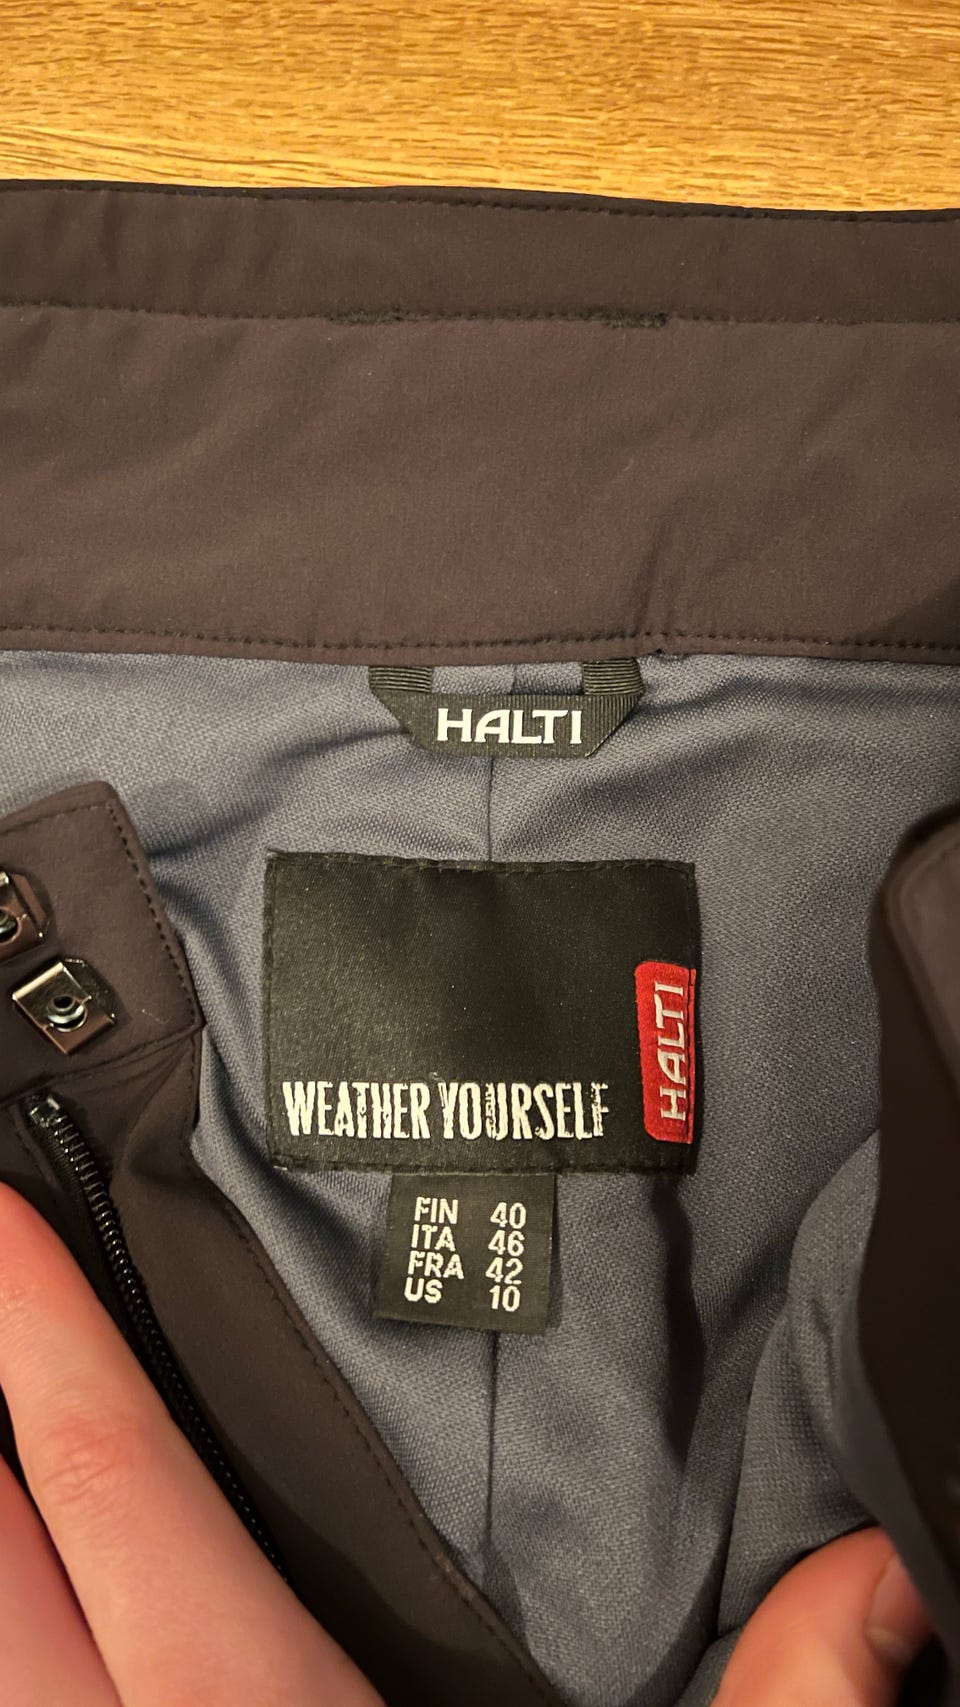 HALTI
WEATHER YOURSELF
HALTI
FIN 40
ITA 46
FRA 42
US 10